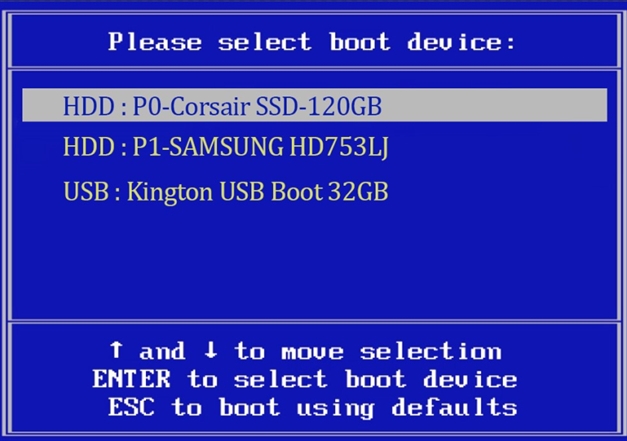 Please select boot device:
HDD : P0-Corsair SSD-120GB
HDD : P1-SAMSUNG HD753LJ
USB : Kington USB Boot 32GB
↑ and ↓ to move selection
ENTER to select boot device
ESC to boot using defaults